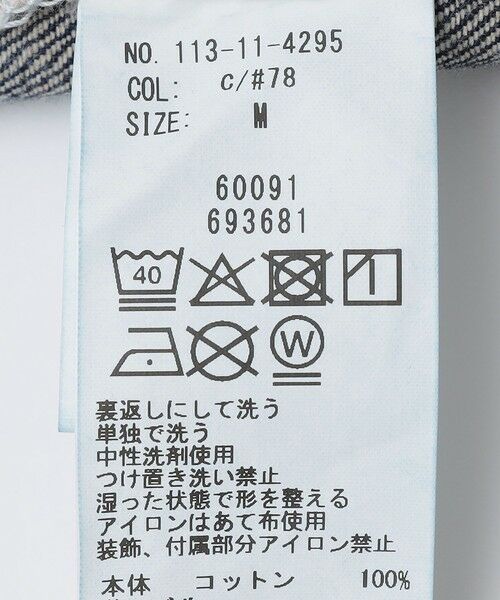 NO. 113-11-4295
COL: c/#78
SIZE: M
60091
693681
40
W
裏返しにして洗う
単独で洗う
中性洗剤使用
つけ置き洗い禁止
湿った状態で形を整える
アイロンはあて布使用
装飾、付属部分アイロン禁止
本体 コットン 100%